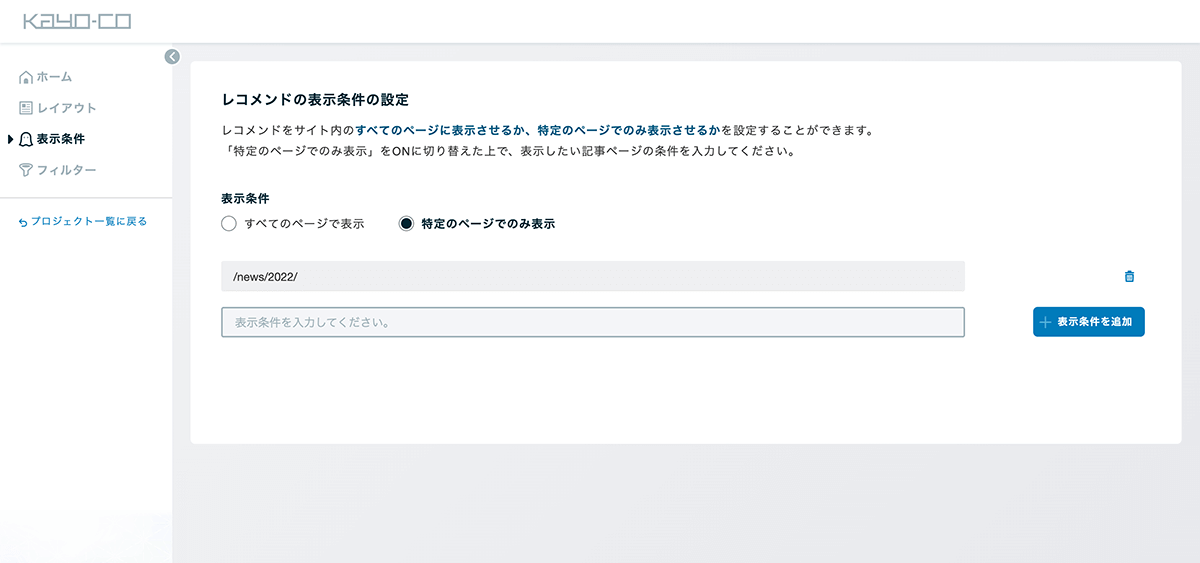 KAYO-CO
ホーム
レイアウト
表示条件
フィルター
プロジェクト一覧に戻る
レコメンドの表示条件の設定
レコメンドをサイト内のすべてのページに表示させるか、特定のページでのみ表示させるかを設定することができます。
「特定のページでのみ表示」をONに切り替えた上で、表示したい記事ページの条件を入力してください。
表示条件
すべてのページで表示
特定のページでのみ表示
/news/2022/
表示条件を入力してください。
表示条件を追加